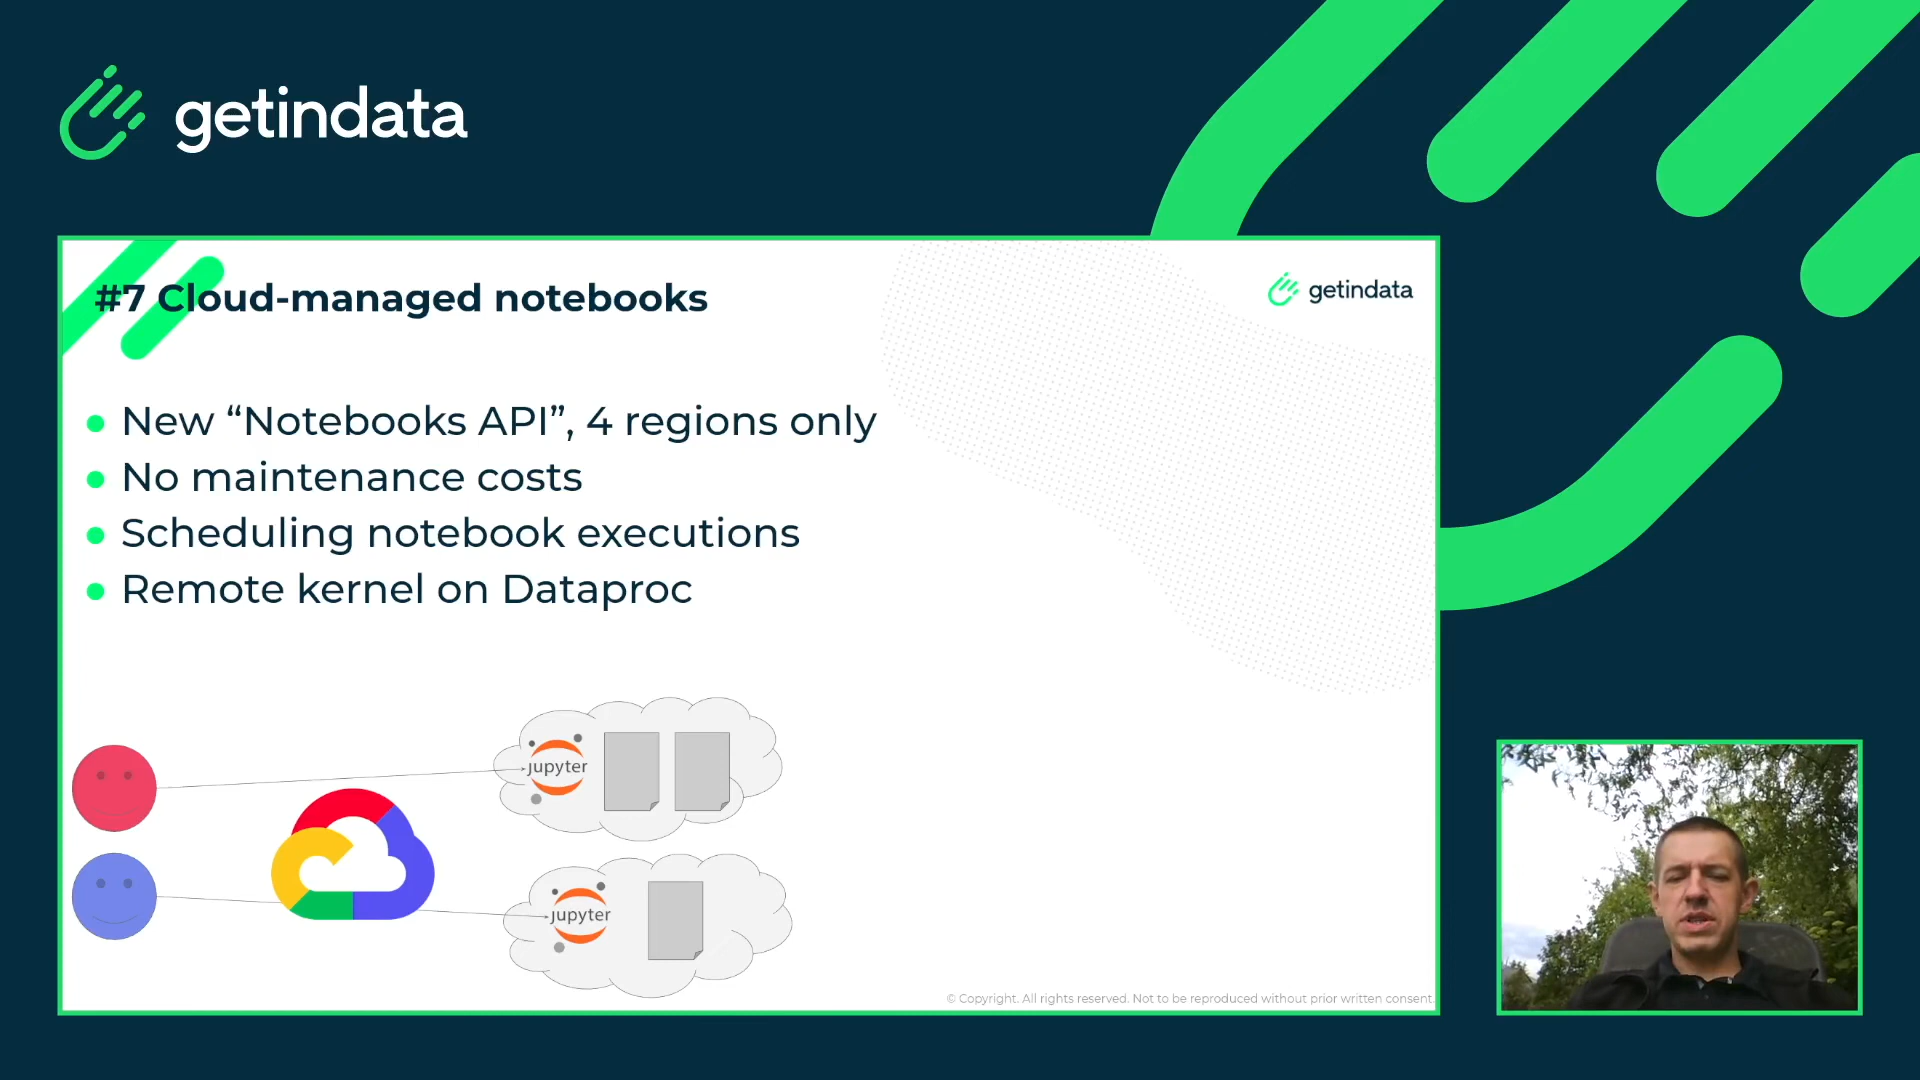 getindata
#7 Cloud-managed notebooks
getindata
New “Notebooks API”, 4 regions only
No maintenance costs
Scheduling notebook executions
Remote kernel on Dataproc
jupyter
jupyter
© Copyright. All rights reserved. Not to be reproduced without prior written consent.